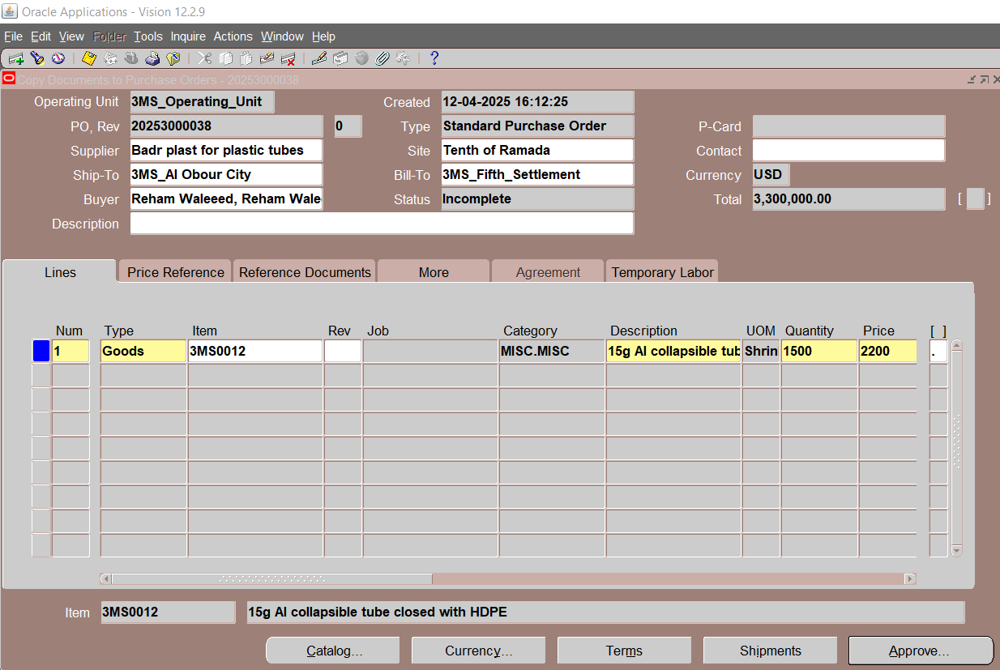 Oracle Applications - Vision 12.2.9
File Edit View Folder Tools Inquire Actions Window Help
Copy Documents to Purchase Orders - 20253000038
Operating Unit 3MS_Operating_Unit Created 12-04-2025 16:12:25
PO, Rev 20253000038 0 Type Standard Purchase Order P-Card
Supplier Badr plast for plastic tubes Site Tenth of Ramada Contact
Ship-To 3MS_Al Obour City Bill-To 3MS_Fifth_Settlement Currency USD
Buyer Reham Waleeed, Reham Wale Status Incomplete Total 3,300,000.00 [ ]
Description
Lines Price Reference Reference Documents More Agreement Temporary Labor
Num Type Item Rev Job Category Description UOM Quantity Price [ ]
1 Goods 3MS0012 MISC.MISC 15g Al collapsible tub Shrin 1500 2200 .
Item 3MS0012 15g Al collapsible tube closed with HDPE
Catalog... Currency... Terms Shipments Approve...